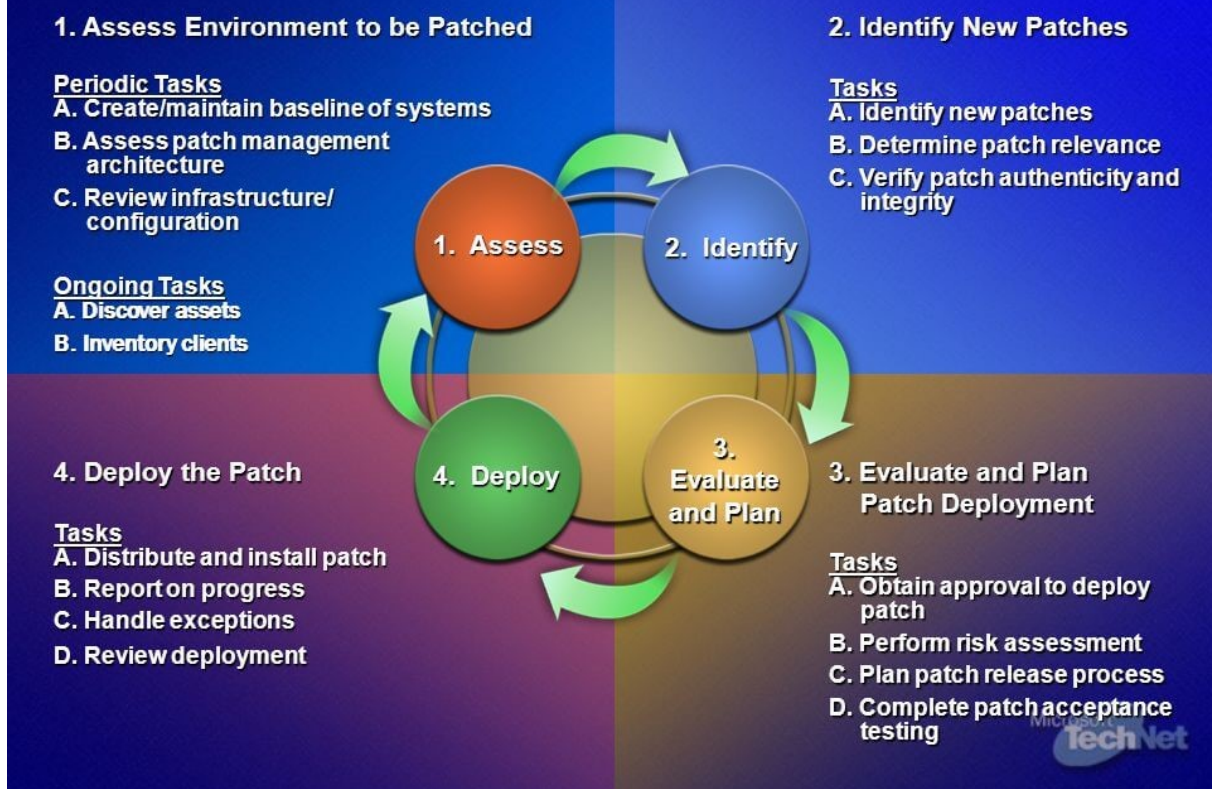 1. Assess Environment to be Patched
Periodic Tasks
A. Create/maintain baseline of systems
B. Assess patch management
architecture
C. Review infrastructure/
configuration
Ongoing Tasks
A. Discover assets
B. Inventory clients
2. Identify New Patches
Tasks
A. Identify new patches
B. Determine patch relevance
C. Verify patch authenticity and
integrity
1. Assess
2. Identify
3.
Evaluate
and Plan
4. Deploy
4. Deploy the Patch
Tasks
A. Distribute and install patch
B. Report on progress
C. Handle exceptions
D. Review deployment
3. Evaluate and Plan
Patch Deployment
Tasks
A. Obtain approval to deploy
patch
B. Perform risk assessment
C. Plan patch release process
D. Complete patch acceptance
testing
Microsoft
TechNet